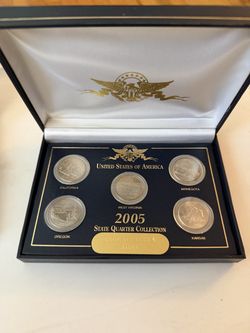 UNITED STATES OF AMERICA
CALIFORNIA
MINNESOTA
WEST VIRGINIA
2005
STATE QUARTER COLLECTION
OREGON
KANSAS